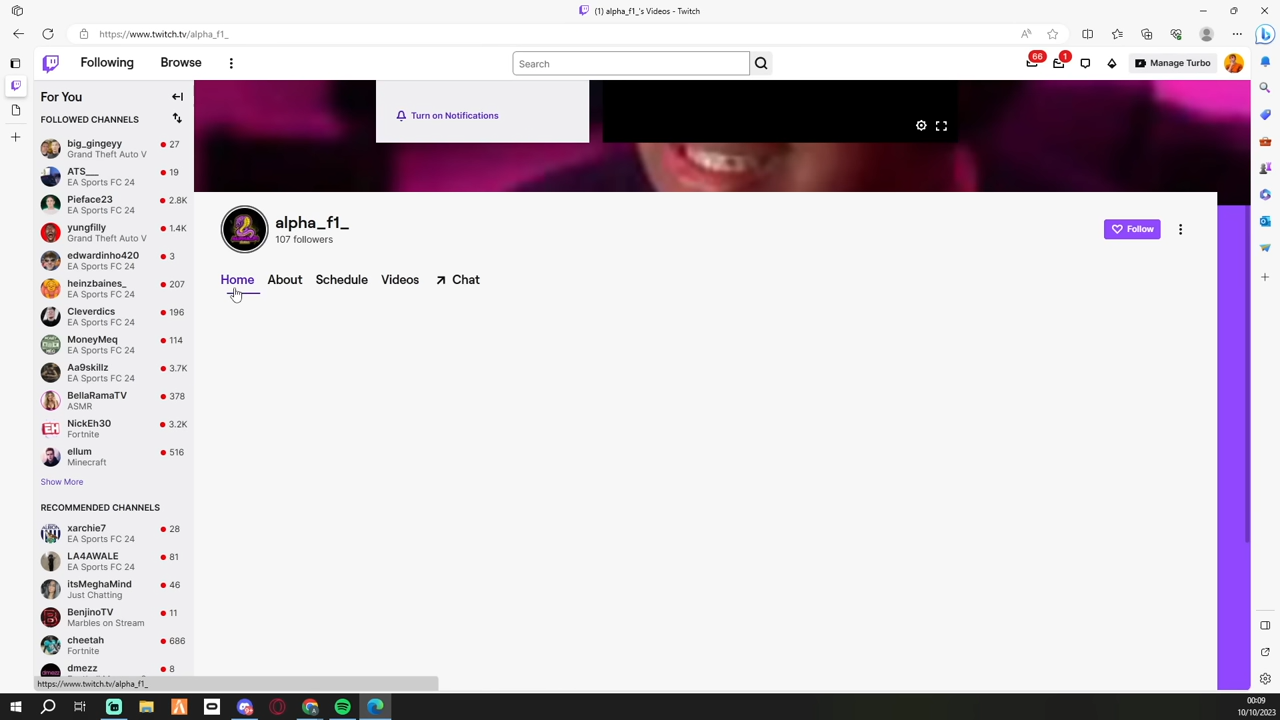 (1) alpha_f1_'s Videos - Twitch
https://www.twitch.tv/alpha_f1_
Following
Browse
Search
66
1
Manage Turbo
For You
FOLLOWED CHANNELS
big_gingeyy
27
Grand Theft Auto V
ATS__
19
EA Sports FC 24
Pieface23
2.8K
EA Sports FC 24
yungfilly
1.4K
Grand Theft Auto V
edwardinho420
3
EA Sports FC 24
heinzbaines_
207
EA Sports FC 24
Cleverdics
196
EA Sports FC 24
MoneyMeq
114
EA Sports FC 24
Aa9skillz
3.7K
EA Sports FC 24
BellaRamaTV
378
ASMR
NickEh30
3.2K
Fortnite
ellum
516
Minecraft
Show More
RECOMMENDED CHANNELS
xarchie7
28
EA Sports FC 24
LA4AWALE
81
EA Sports FC 24
itsMeghaMind
46
Just Chatting
BenjinoTV
11
Marbles on Stream
cheetah
686
Fortnite
dmezz
8
https://www.twitch.tv/alpha_f1_
Turn on Notifications
alpha_f1_
107 followers
Follow
Home
About
Schedule
Videos
Chat
00:09
10/10/2023